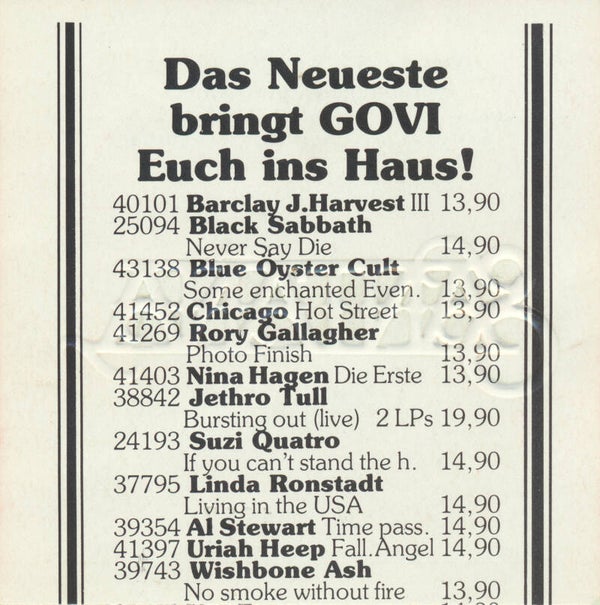 Das Neueste
bringt GOVI
Euch ins Haus!
40101 Barclay J.Harvest III 13,90
25094 Black Sabbath
Never Say Die 14,90
43138 Blue Öyster Cult
Some enchanted Even. 13,90
41452 Chicago Hot Street 13,90
41269 Rory Gallagher
Photo Finish 13,90
41403 Nina Hagen Die Erste 13,90
38842 Jethro Tull
Bursting out (live) 2 LPs 19,90
24193 Suzi Quatro
If you can't stand the h. 14,90
37795 Linda Ronstadt
Living in the USA 14,90
39354 Al Stewart Time pass. 14,90
41397 Uriah Heep Fall.Angel 14,90
39743 Wishbone Ash
No smoke without fire 13,90